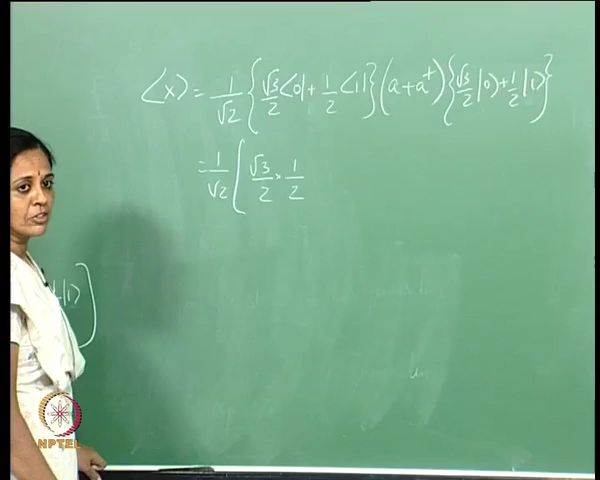 ⟨x⟩ = 1/√2 {√3/2 ⟨0| + 1/2 ⟨1|} (a + a†) {√3/2 |0⟩ + 1/2 |1⟩}
= 1/√2 ( √3/2 × 1/2
|1⟩
NPTEL